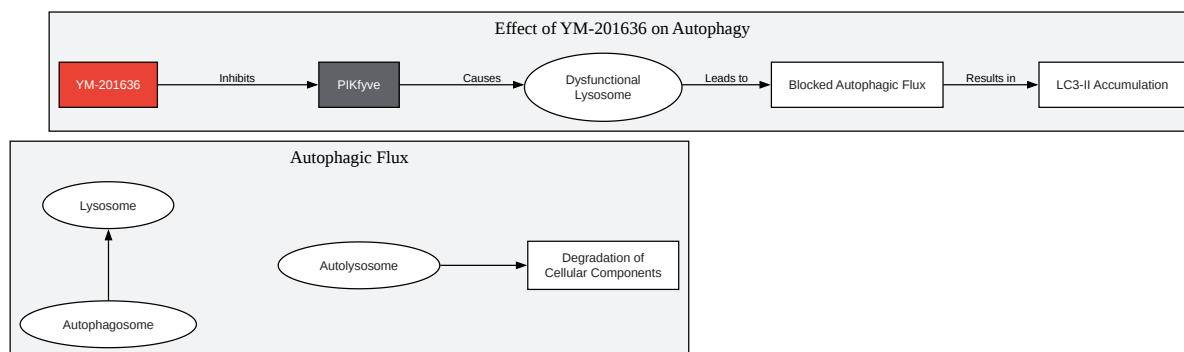 Effect of YM-201636 on Autophagy
YM-201636
Inhibits
PIKfyve
Causes
Dysfunctional
Lysosome
Leads to
Blocked Autophagic Flux
Results in
LC3-II Accumulation
Autophagic Flux
Lysosome
Autophagosome
Autolysosome
Degradation of
Cellular Components